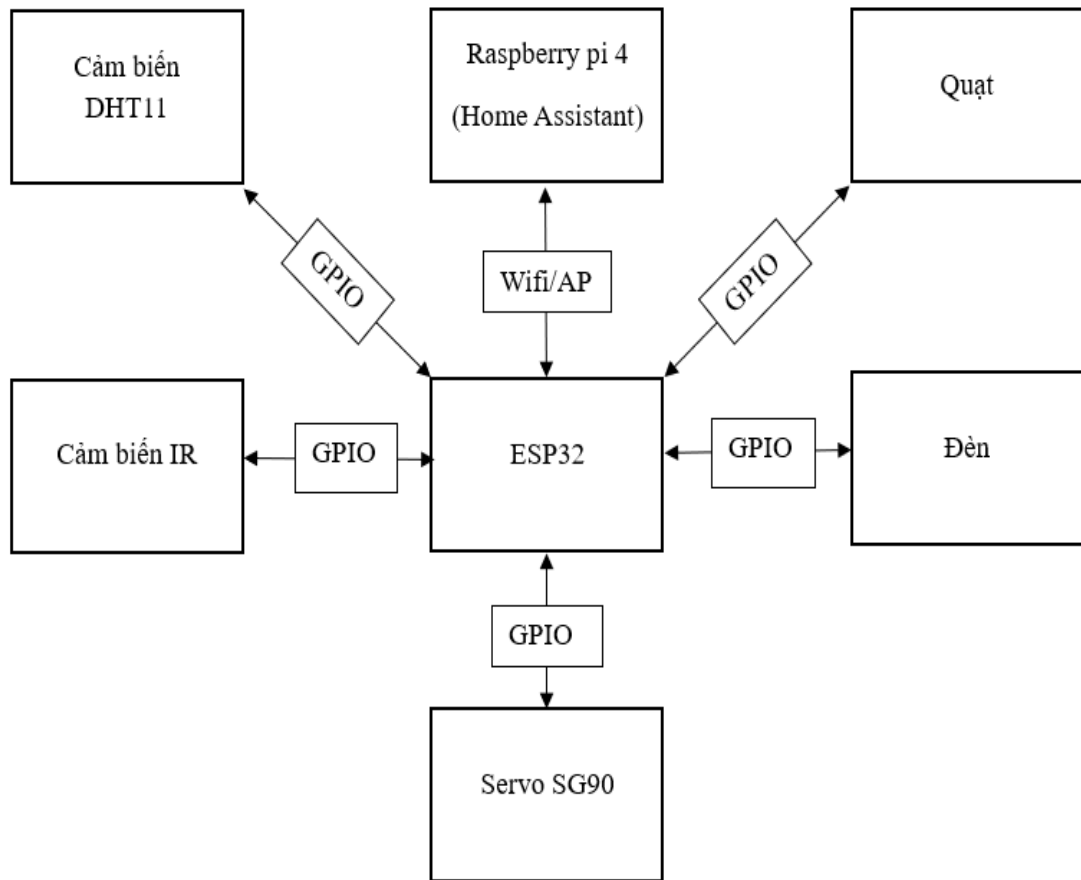 Cảm biến
DHT11
Raspberry pi 4
(Home Assistant)
Quạt
GPIO
Wifi/AP
GPIO
Cảm biến IR
GPIO
ESP32
GPIO
Đèn
GPIO
Servo SG90